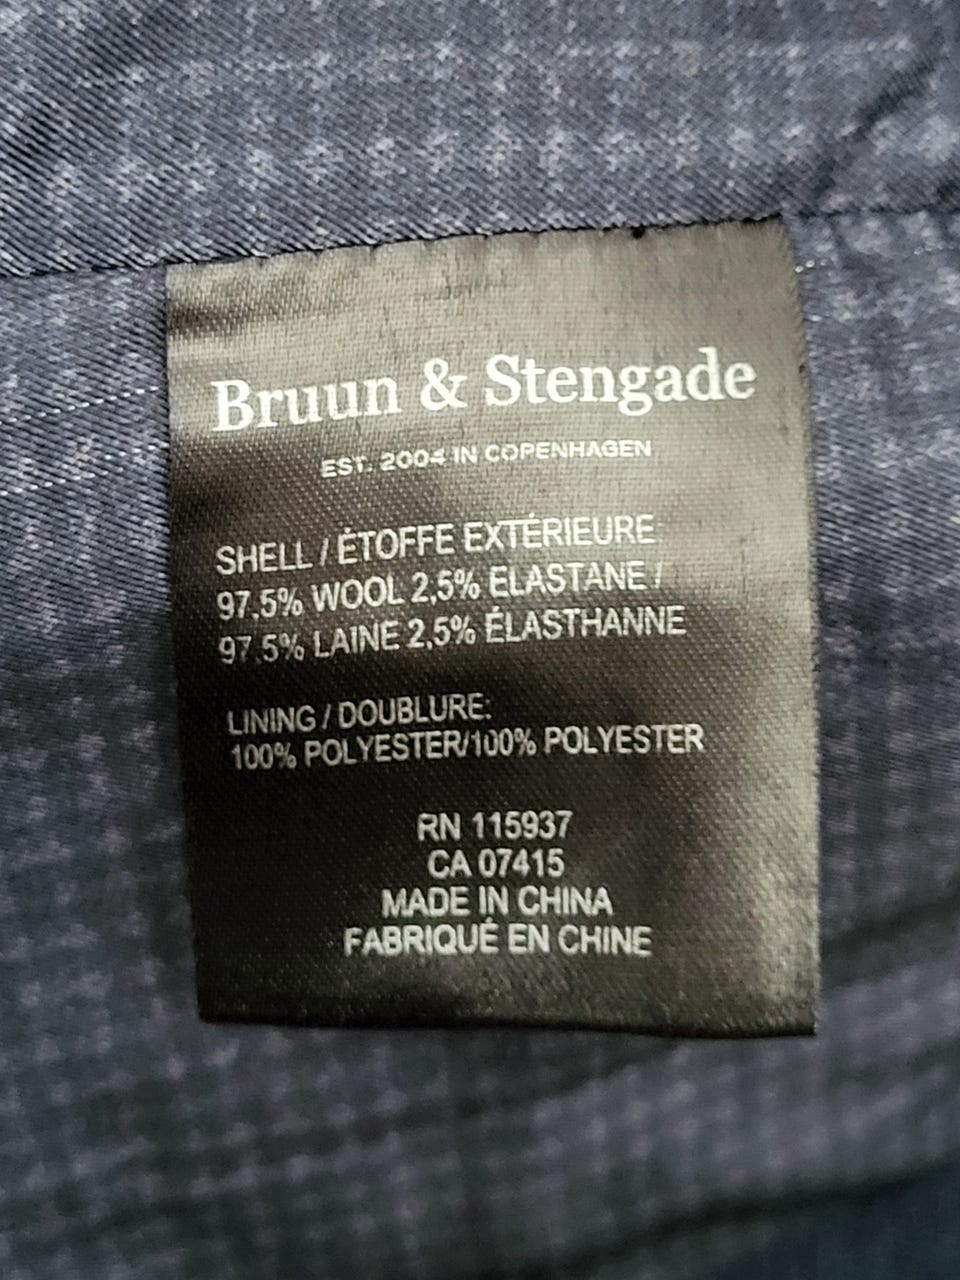 Bruun & Stengade
EST. 2004 IN COPENHAGEN
SHELL / ÉTOFFE EXTÉRIEURE:
97,5% WOOL 2,5% ELASTANE /
97,5% LAINE 2,5% ÉLASTHANNE
LINING / DOUBLURE:
100% POLYESTER/100% POLYESTER
RN 115937
CA 07415
MADE IN CHINA
FABRIQUÉ EN CHINE